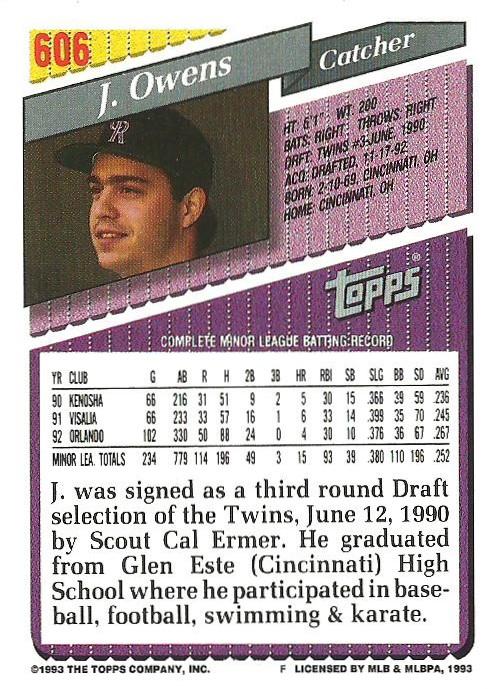 606
J. Owens
Catcher
R
HT: 6'1" WT: 200
BATS: RIGHT THROWS: RIGHT
DRAFT: TWINS #3-JUNE, 1990
ACQ: DRAFTED, 11-17-92
BORN: 2-10-69, CINCINNATI, OH
HOME: CINCINNATI, OH
TOPPS®
COMPLETE MINOR LEAGUE BATTING RECORD
YR CLUB G AB R H 2B 3B HR RBI SB SLG BB SO AVG
90 KENOSHA 66 216 31 51 9 2 5 30 15 .366 39 59 .236
91 VISALIA 66 233 33 57 16 1 6 33 14 .399 35 70 .245
92 ORLANDO 102 330 50 88 24 0 4 30 10 .376 36 67 .267
MINOR LEA. TOTALS 234 779 114 196 49 3 15 93 39 .380 110 196 .252
J. was signed as a third round Draft
selection of the Twins, June 12, 1990
by Scout Cal Ermer. He graduated
from Glen Este (Cincinnati) High
School where he participated in base-
ball, football, swimming & karate.
©1993 THE TOPPS COMPANY, INC. F LICENSED BY MLB & MLBPA, 1993